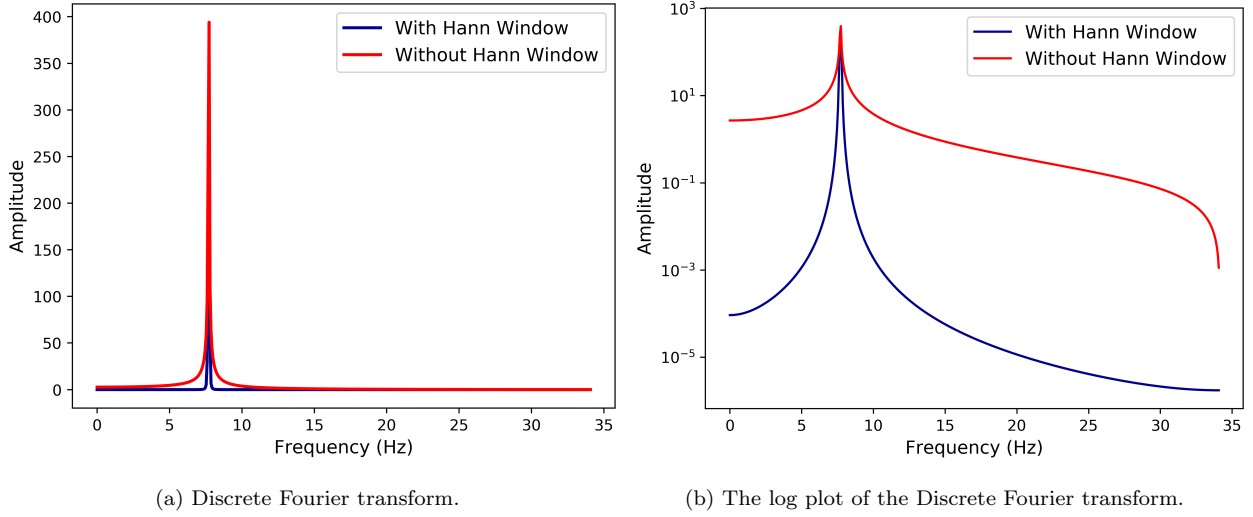 With Hann Window
Without Hann Window
400
350
300
250
200
150
100
50
0
Amplitude
0 5 10 15 20 25 30 35
Frequency (Hz)
(a) Discrete Fourier transform.
With Hann Window
Without Hann Window
10³
10¹
10⁻¹
10⁻³
10⁻⁵
Amplitude
0 5 10 15 20 25 30 35
Frequency (Hz)
(b) The log plot of the Discrete Fourier transform.